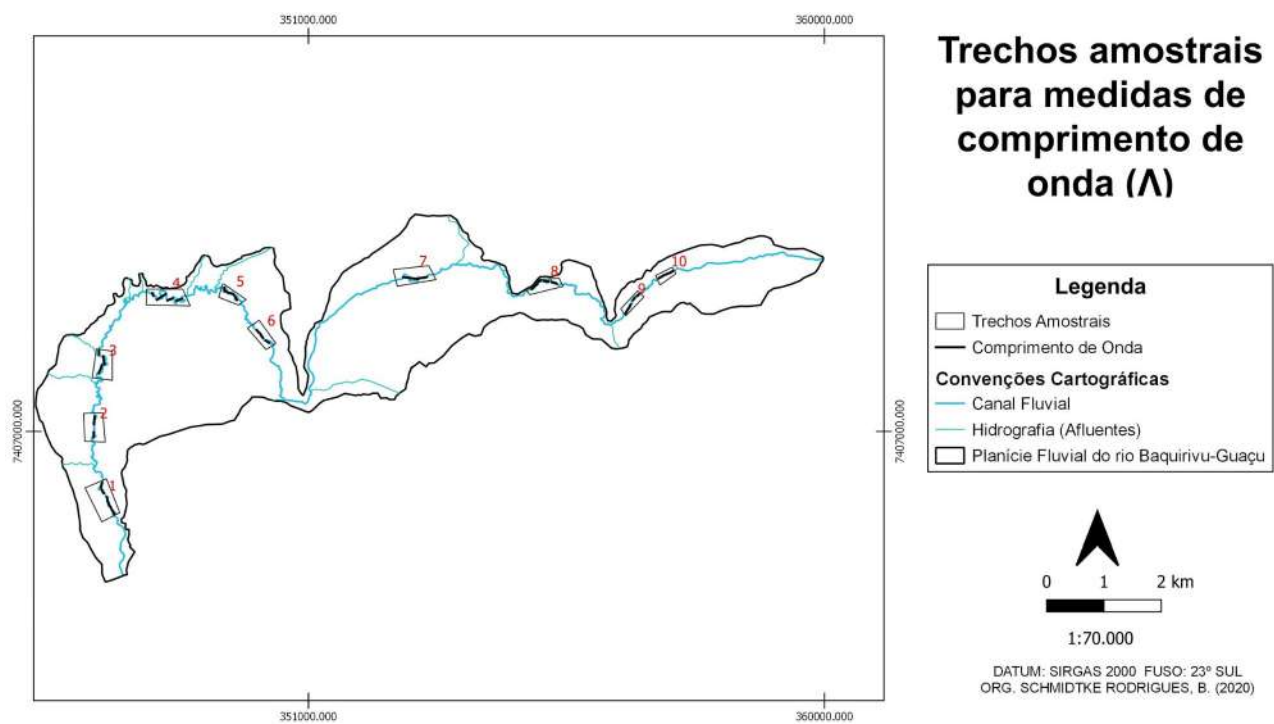 351000.000
360000.000
7407000.000
7407000.000
351000.000
360000.000
1
2
3
4
5
6
7
8
9
10
Trechos amostrais
para medidas de
comprimento de
onda (Λ)
Legenda
Trechos Amostrais
Comprimento de Onda
Convenções Cartográficas
Canal Fluvial
Hidrografia (Afluentes)
Planície Fluvial do rio Baquirivu-Guaçu
0 1 2 km
1:70.000
DATUM: SIRGAS 2000 FUSO: 23º SUL
ORG. SCHMIDTKE RODRIGUES, B. (2020)